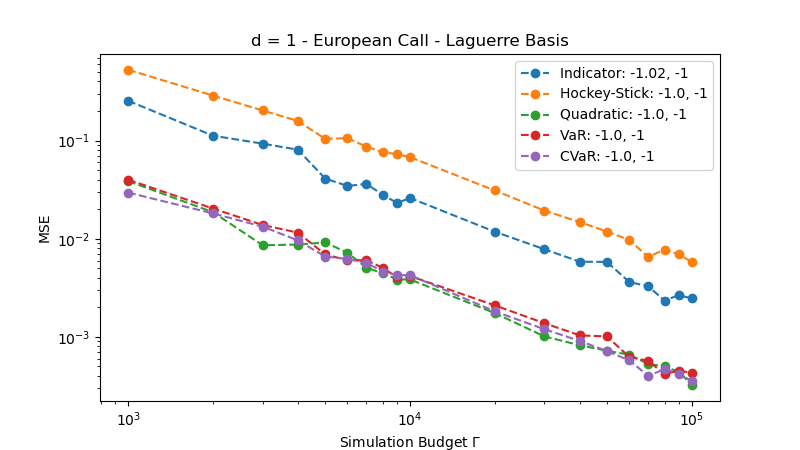 d = 1 - European Call - Laguerre Basis
Indicator: -1.02, -1
Hockey-Stick: -1.0, -1
Quadratic: -1.0, -1
VaR: -1.0, -1
CVaR: -1.0, -1
MSE
10⁻¹
10⁻²
10⁻³
10³
10⁴
10⁵
Simulation Budget Γ